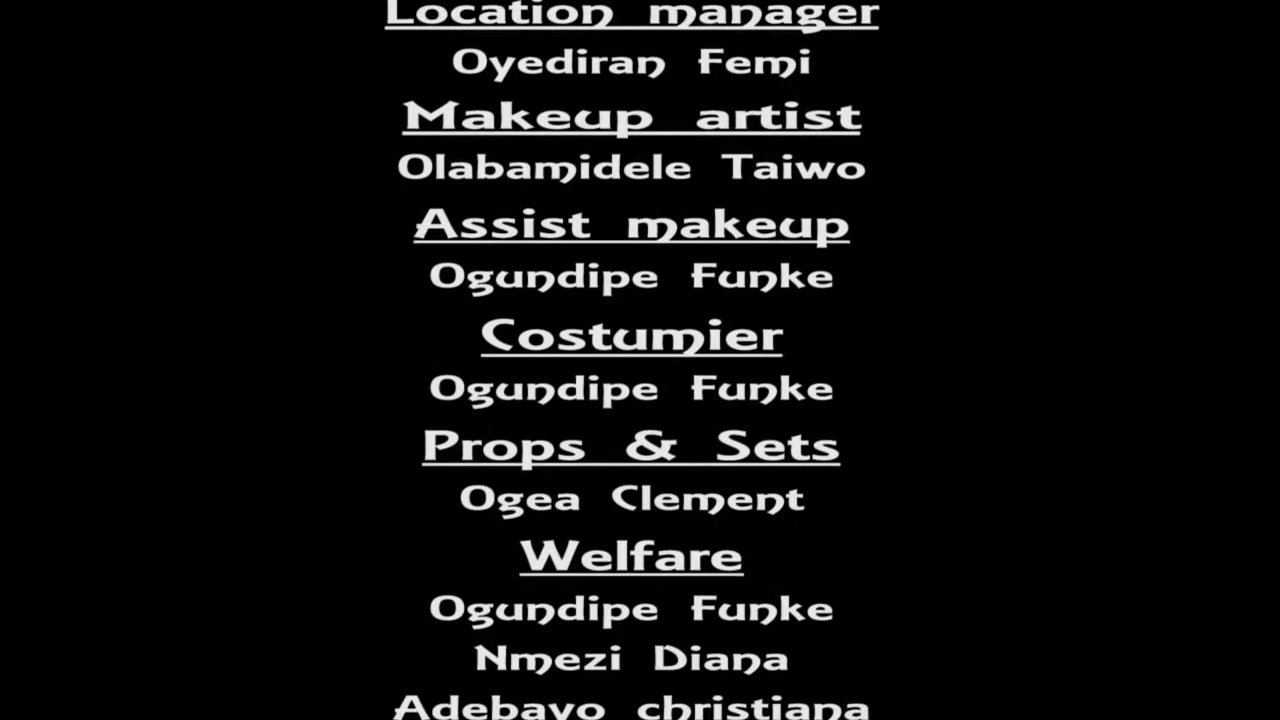 Location manager
Oyediran Femi
Makeup artist
Olabamidele Taiwo
Assist makeup
Ogundipe Funke
Costumier
Ogundipe Funke
Props & Sets
Ogea Clement
Welfare
Ogundipe Funke
Nmezi Diana
Adebayo christiana